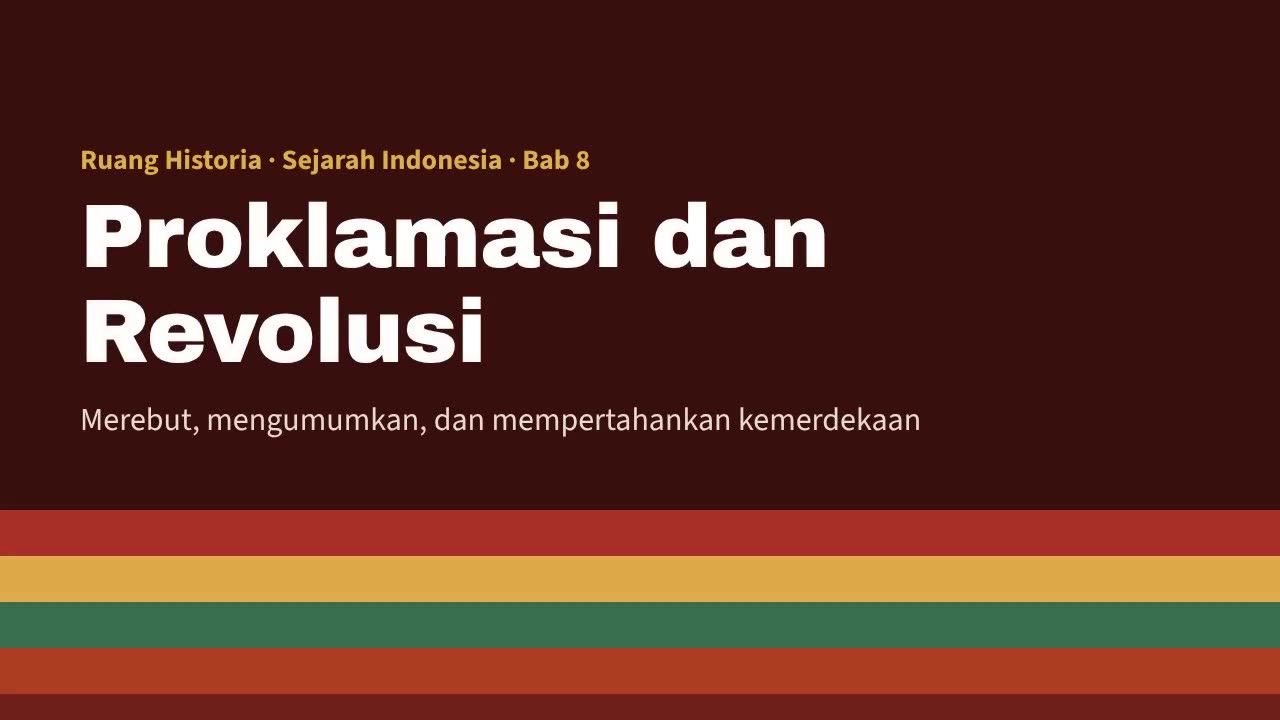 Ruang Historia · Sejarah Indonesia · Bab 8
Proklamasi dan
Revolusi
Merebut, mengumumkan, dan mempertahankan kemerdekaan